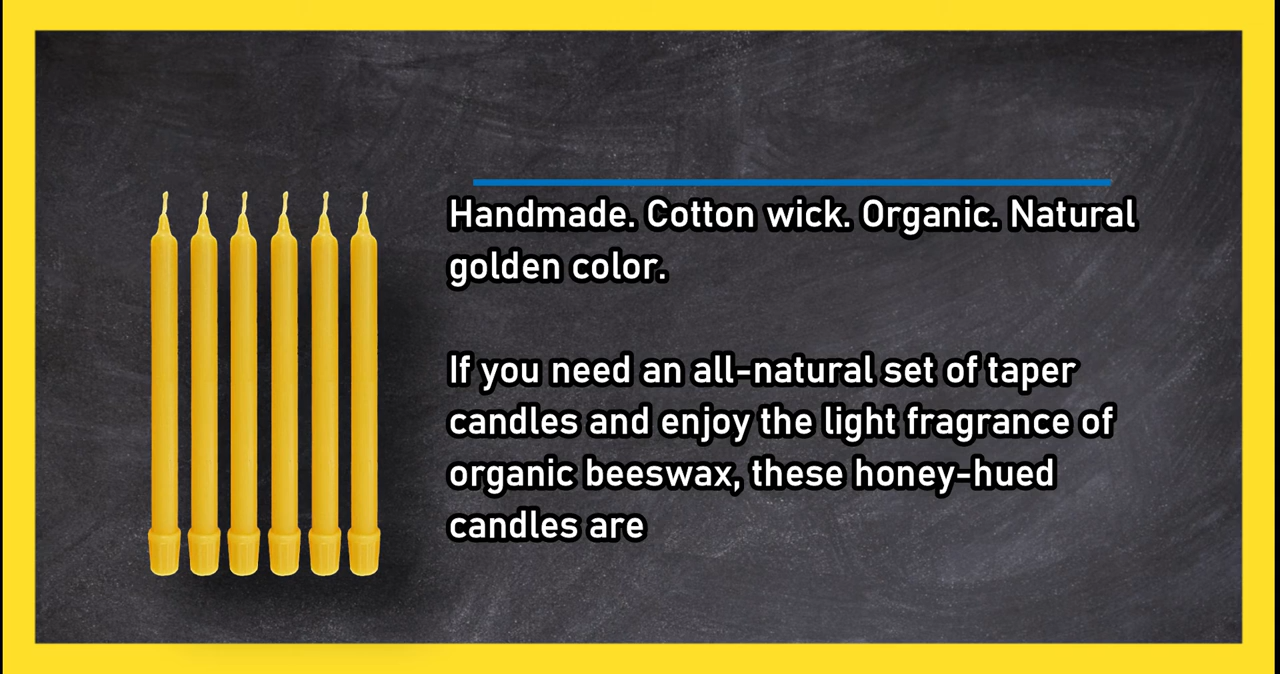 Handmade. Cotton wick. Organic. Natural
golden color.
If you need an all-natural set of taper
candles and enjoy the light fragrance of
organic beeswax, these honey-hued
candles are